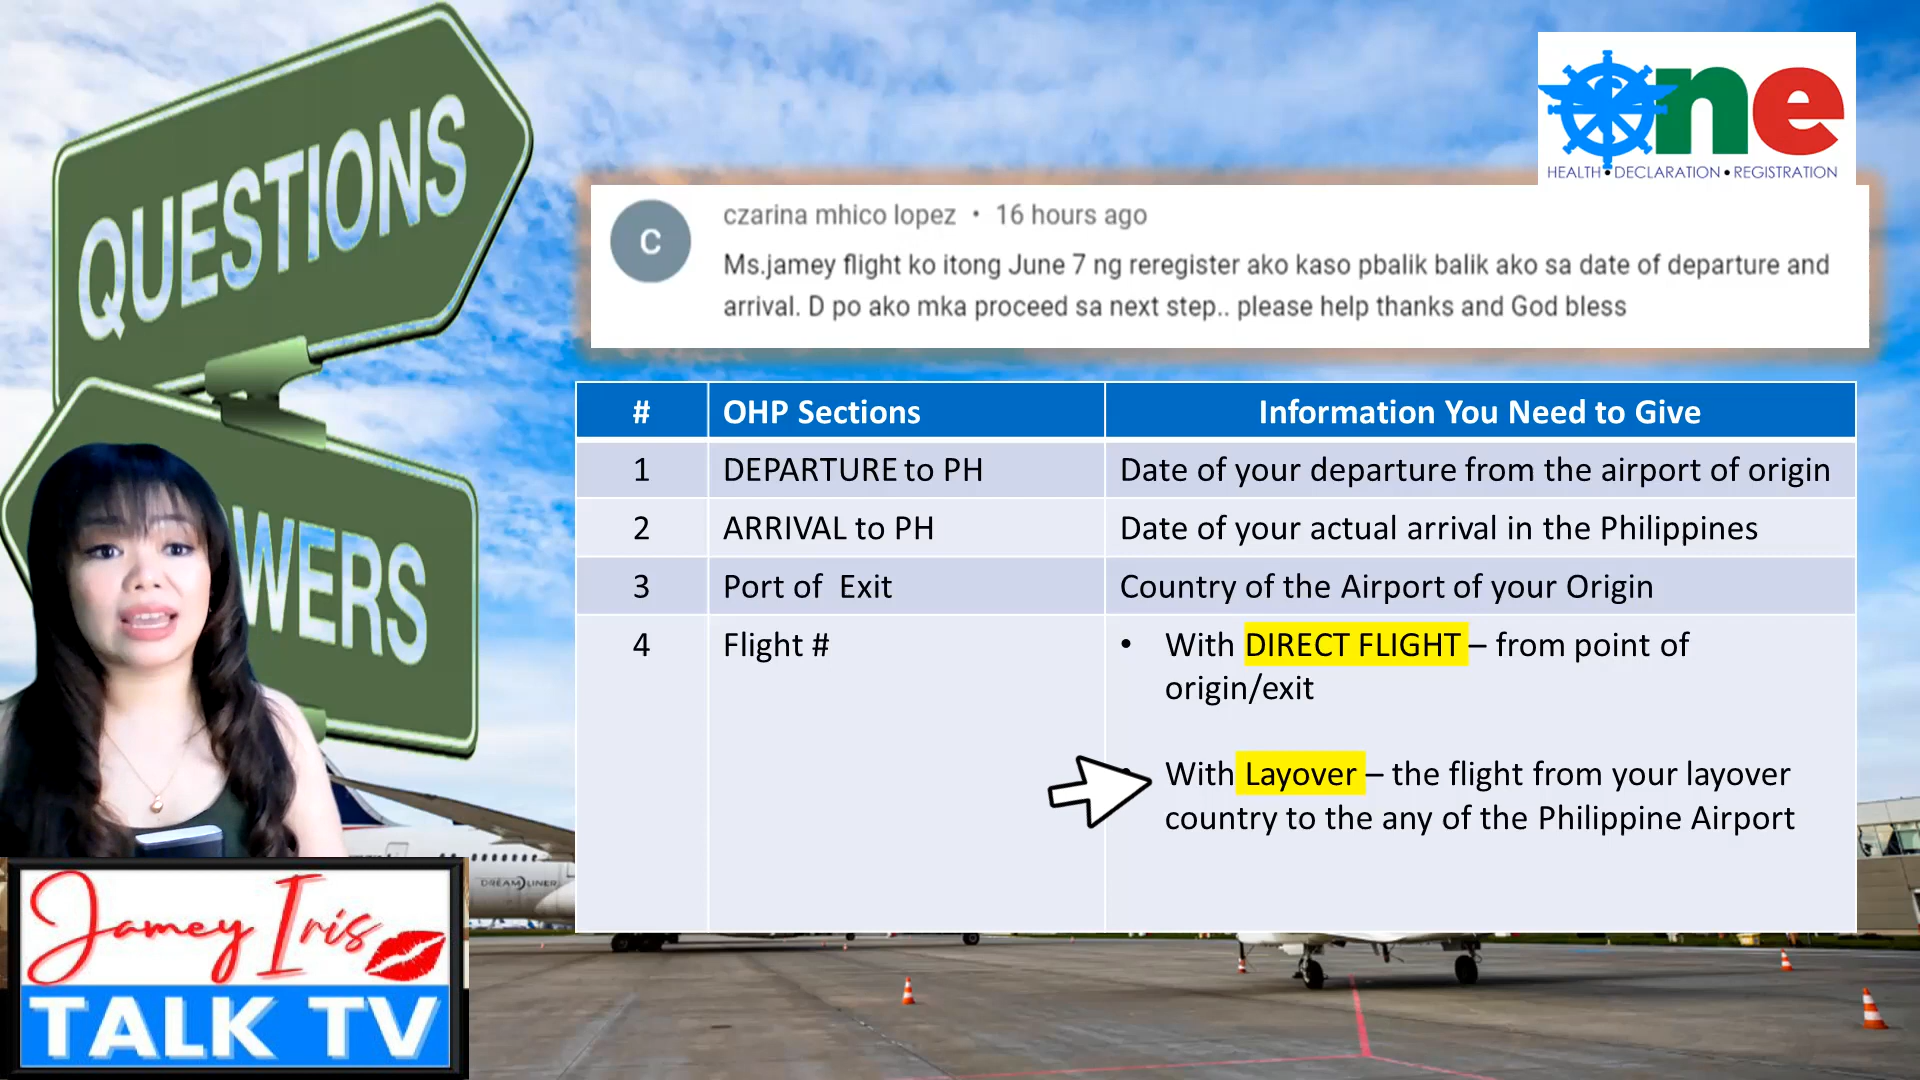 QUESTIONS
WERS
ne
HEALTH • DECLARATION • REGISTRATION
C
czarina mhico lopez • 16 hours ago
Ms.jamey flight ko itong June 7 ng reregister ako kaso pbalik balik ako sa date of departure and
arrival. D po ako mka proceed sa next step.. please help thanks and God bless
# OHP Sections Information You Need to Give
1 DEPARTURE to PH Date of your departure from the airport of origin
2 ARRIVAL to PH Date of your actual arrival in the Philippines
3 Port of Exit Country of the Airport of your Origin
4 Flight # • With DIRECT FLIGHT – from point of
origin/exit
With Layover – the flight from your layover
country to the any of the Philippine Airport
DREAMLINER
Jamey Iris
TALK TV